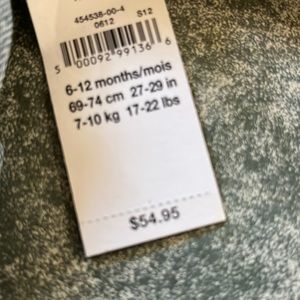 454538-00-4
0612 S12
5 00092 99136 6
6-12 months/mois
69-74 cm 27-29 in
7-10 kg 17-22 lbs
$54.95